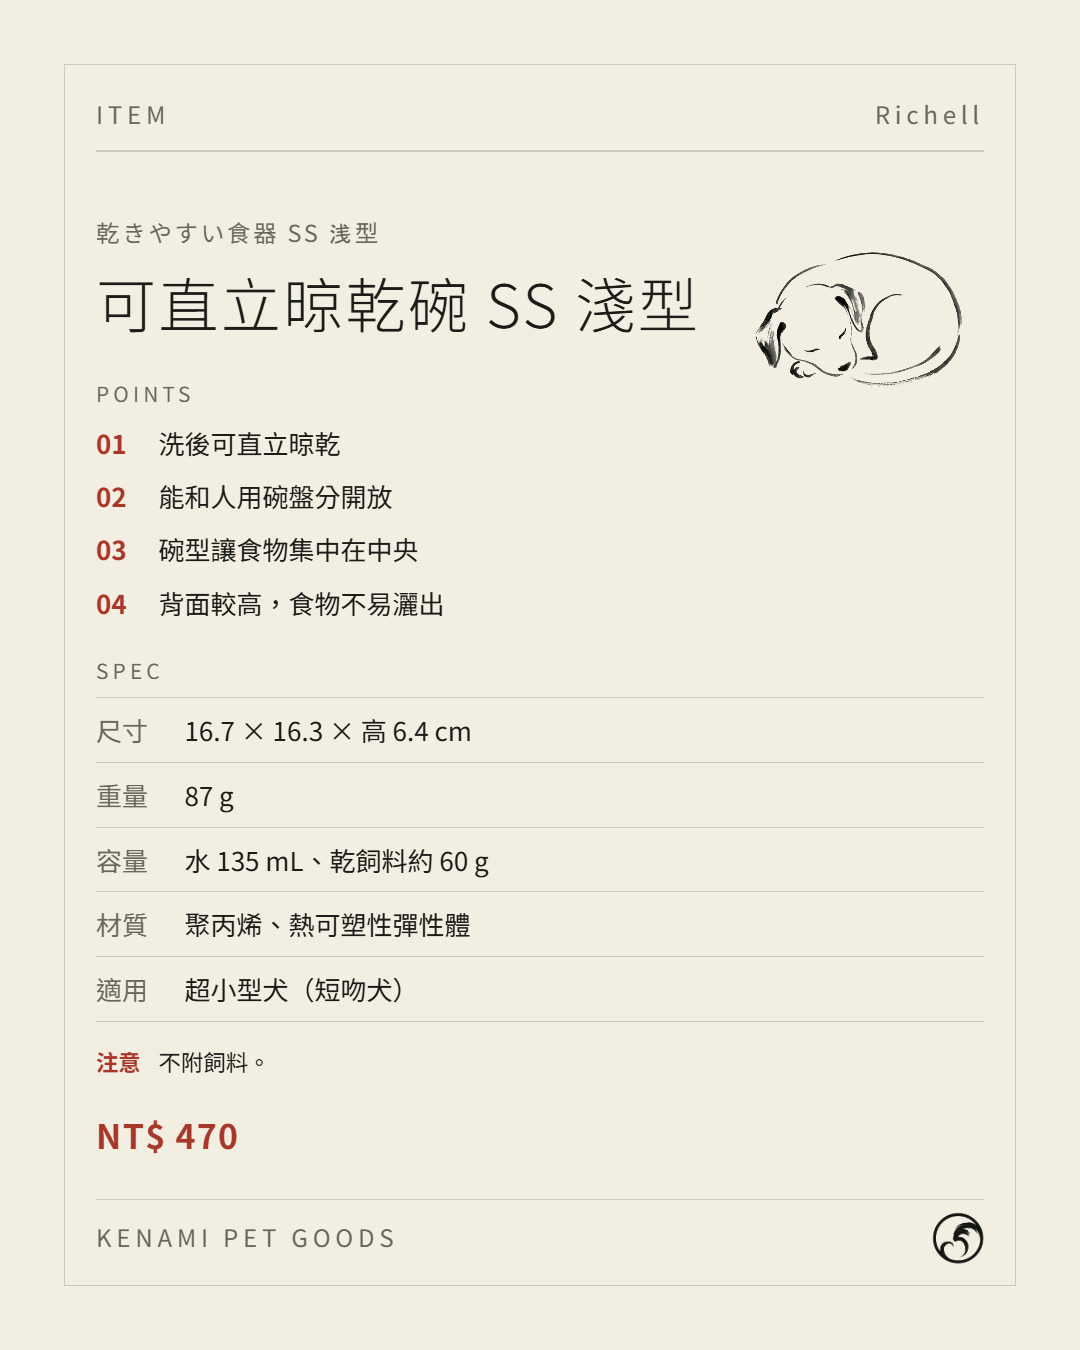 ITEM
Richell
乾きやすい食器 SS 浅型
可直立晾乾碗 SS 淺型
POINTS
01 洗後可直立晾乾
02 能和人用碗盤分開放
03 碗型讓食物集中在中央
04 背面較高，食物不易灑出
SPEC
尺寸 16.7 × 16.3 × 高 6.4 cm
重量 87 g
容量 水 135 mL、乾飼料約 60 g
材質 聚丙烯、熱可塑性彈性體
適用 超小型犬（短吻犬）
注意 不附飼料。
NT$ 470
KENAMI PET GOODS